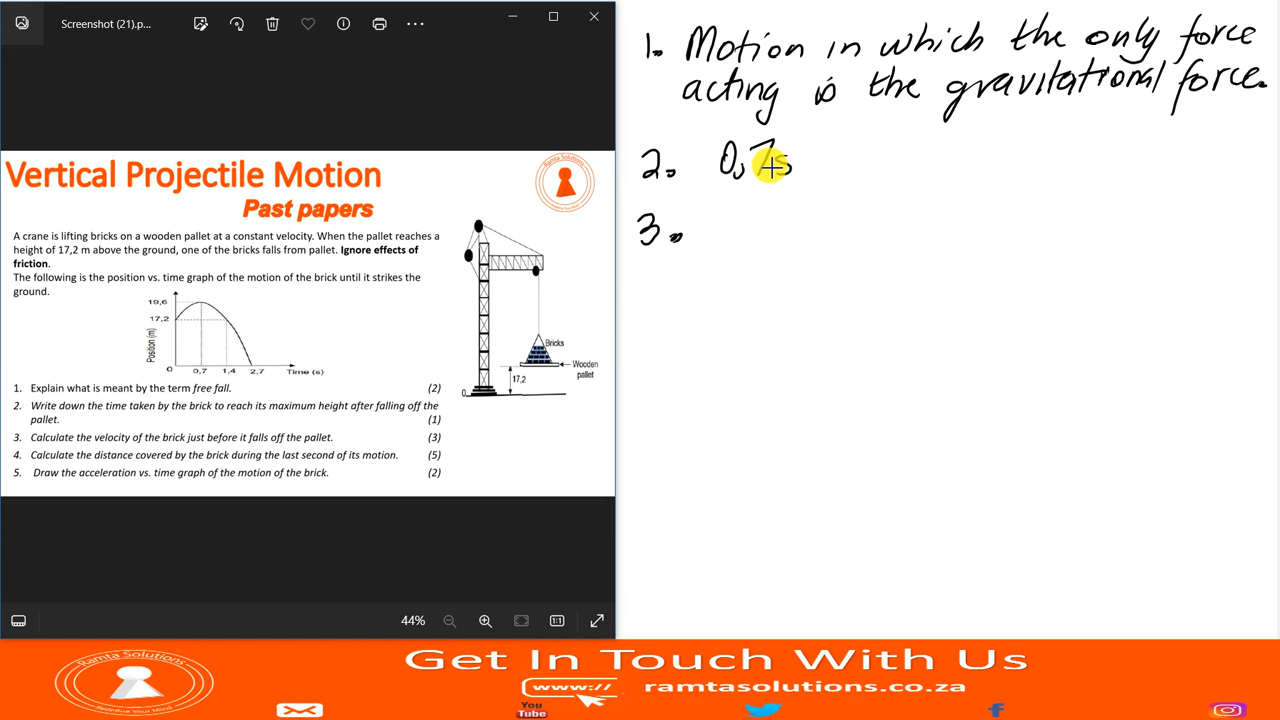 Screenshot (21).p...
1. Motion in which the only force
acting is the gravitational force.
2. 0,7s
3.
Vertical Projectile Motion
Past papers
Ramta Solutions
A crane is lifting bricks on a wooden pallet at a constant velocity. When the pallet reaches a
height of 17,2 m above the ground, one of the bricks falls from pallet. Ignore effects of
friction.
The following is the position vs. time graph of the motion of the brick until it strikes the
ground.
19,6
17,2
Position (m)
0
0,7
1,4
2,7
Time (s)
Bricks
Wooden
pallet
17,2
0
1. Explain what is meant by the term free fall. (2)
2. Write down the time taken by the brick to reach its maximum height after falling off the
pallet. (1)
3. Calculate the velocity of the brick just before it falls off the pallet. (3)
4. Calculate the distance covered by the brick during the last second of its motion. (5)
5. Draw the acceleration vs. time graph of the motion of the brick. (2)
44%
1:1
Ramta Solutions
Redefine Your Mind
Get In Touch With Us
www://
ramtasolutions.co.za
You
Tube